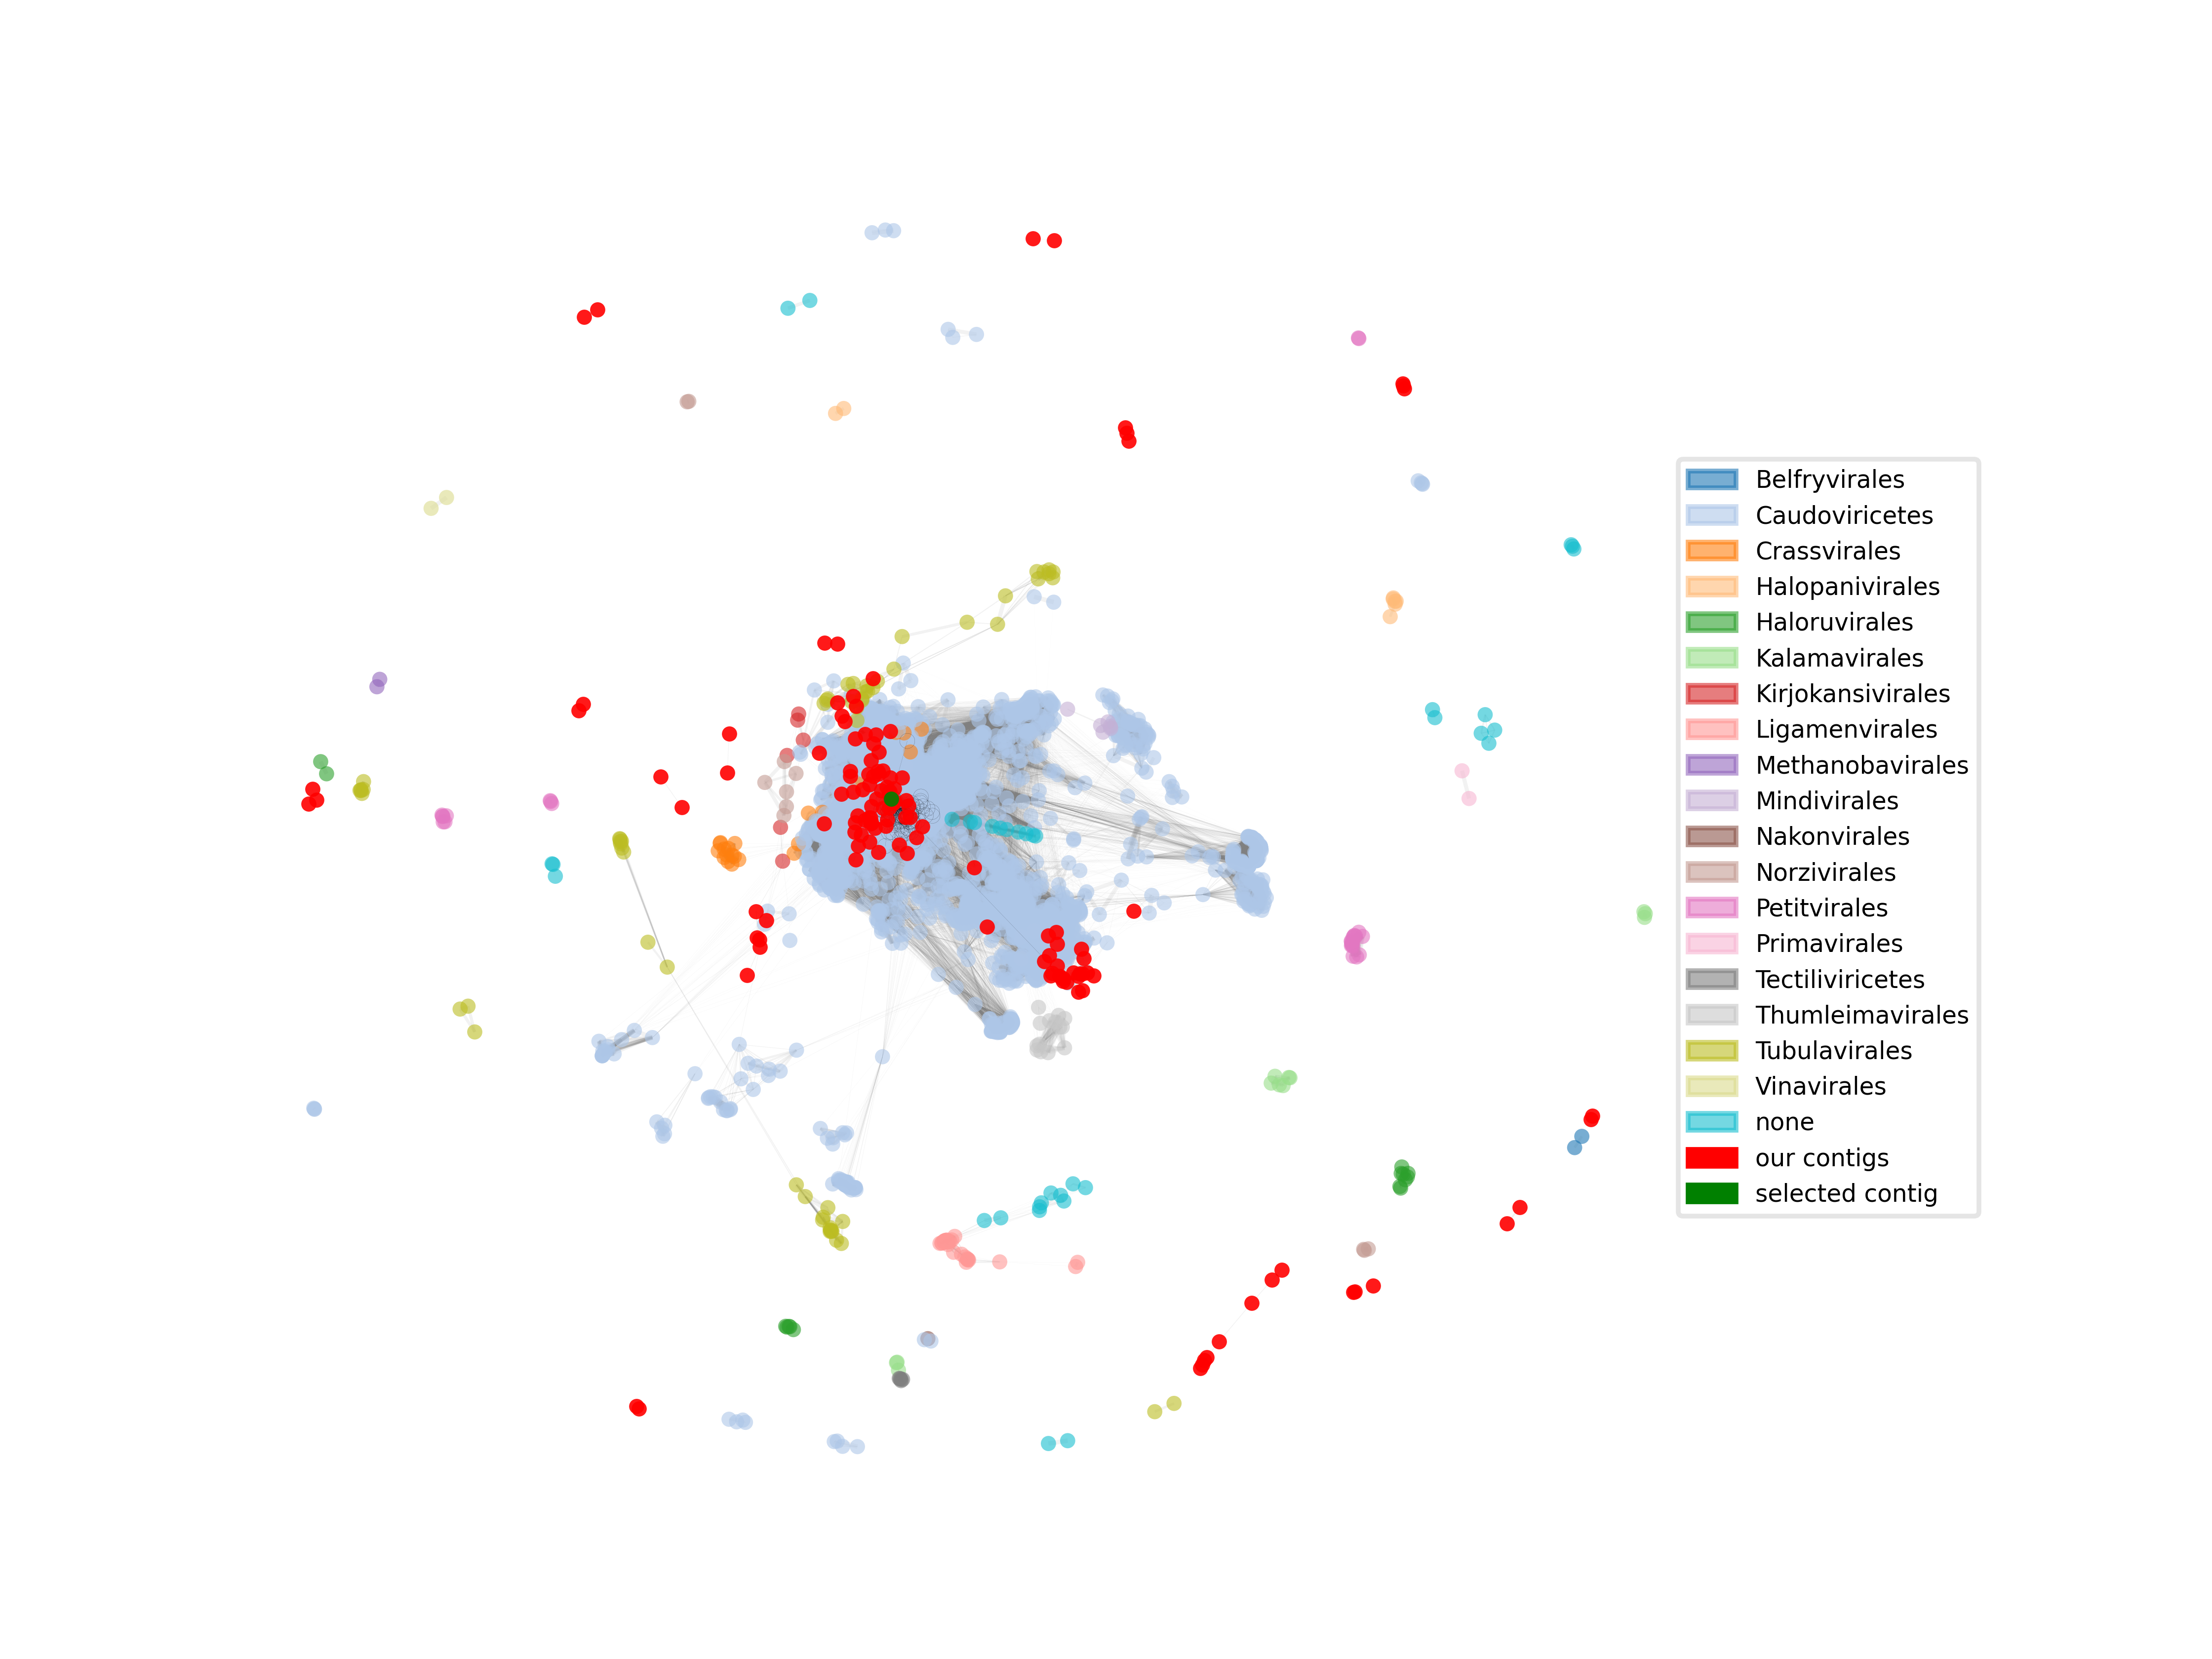 Belfryvirales
Caudoviricetes
Crassvirales
Halopanivirales
Haloruvirales
Kalamavirales
Kirjokansivirales
Ligamenvirales
Methanobavirales
Mindivirales
Nakonvirales
Norzivirales
Petitvirales
Primavirales
Tectiliviricetes
Thumleimavirales
Tubulavirales
Vinavirales
none
our contigs
selected contig